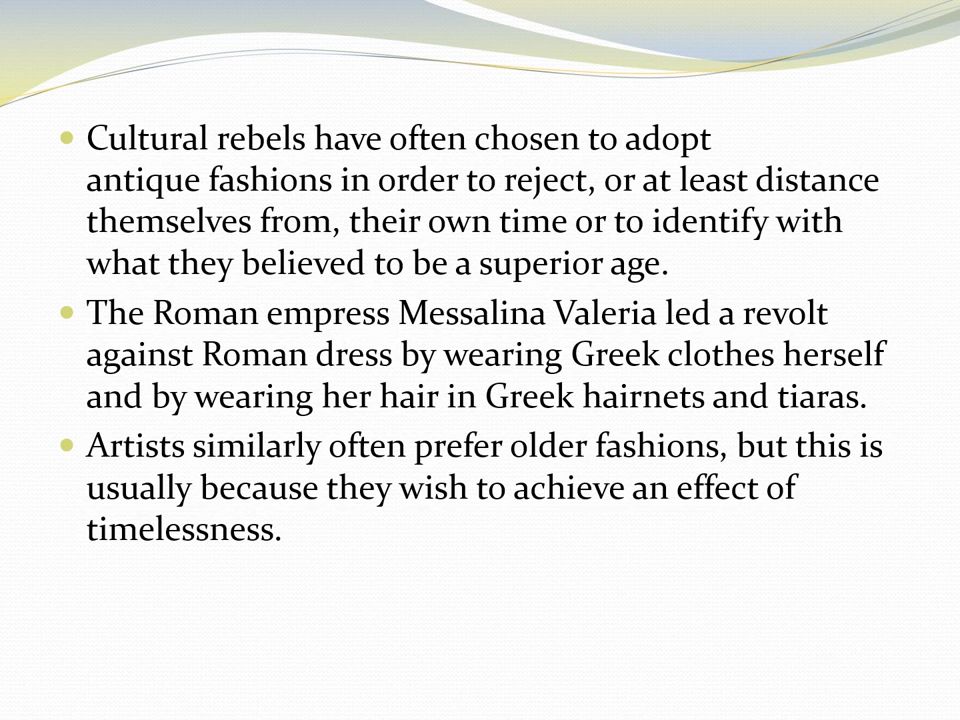 Cultural rebels have often chosen to adopt
antique fashions in order to reject, or at least distance
themselves from, their own time or to identify with
what they believed to be a superior age.
The Roman empress Messalina Valeria led a revolt
against Roman dress by wearing Greek clothes herself
and by wearing her hair in Greek hairnets and tiaras.
Artists similarly often prefer older fashions, but this is
usually because they wish to achieve an effect of
timelessness.